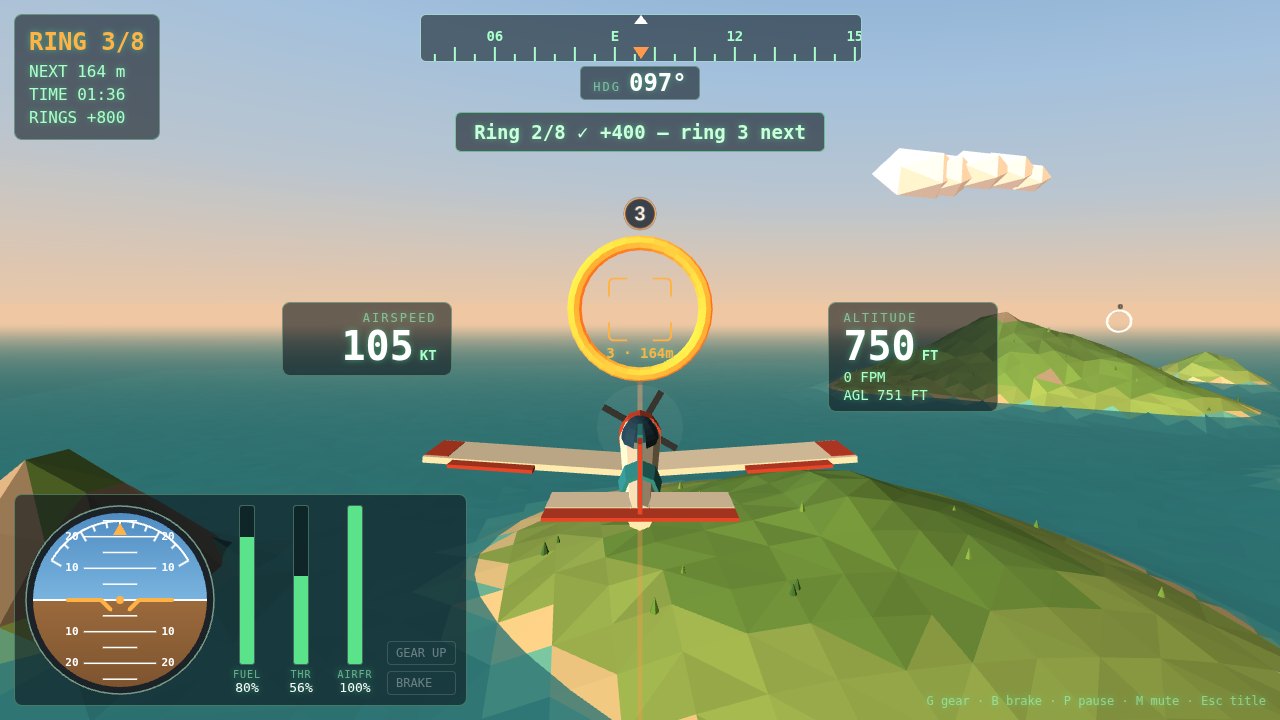 RING 3/8
NEXT 164 m
TIME 01:36
RINGS +800
06 E 12 15
HDG 097°
Ring 2/8 ✓ +400 — ring 3 next
3
AIRSPEED
105 KT
3 · 164m
ALTITUDE
750 FT
0 FPM
AGL 751 FT
20 20
10 10
10 10
20 20
FUEL
80%
THR
56%
AIRFR
100%
GEAR UP
BRAKE
G gear · B brake · P pause · M mute · Esc title